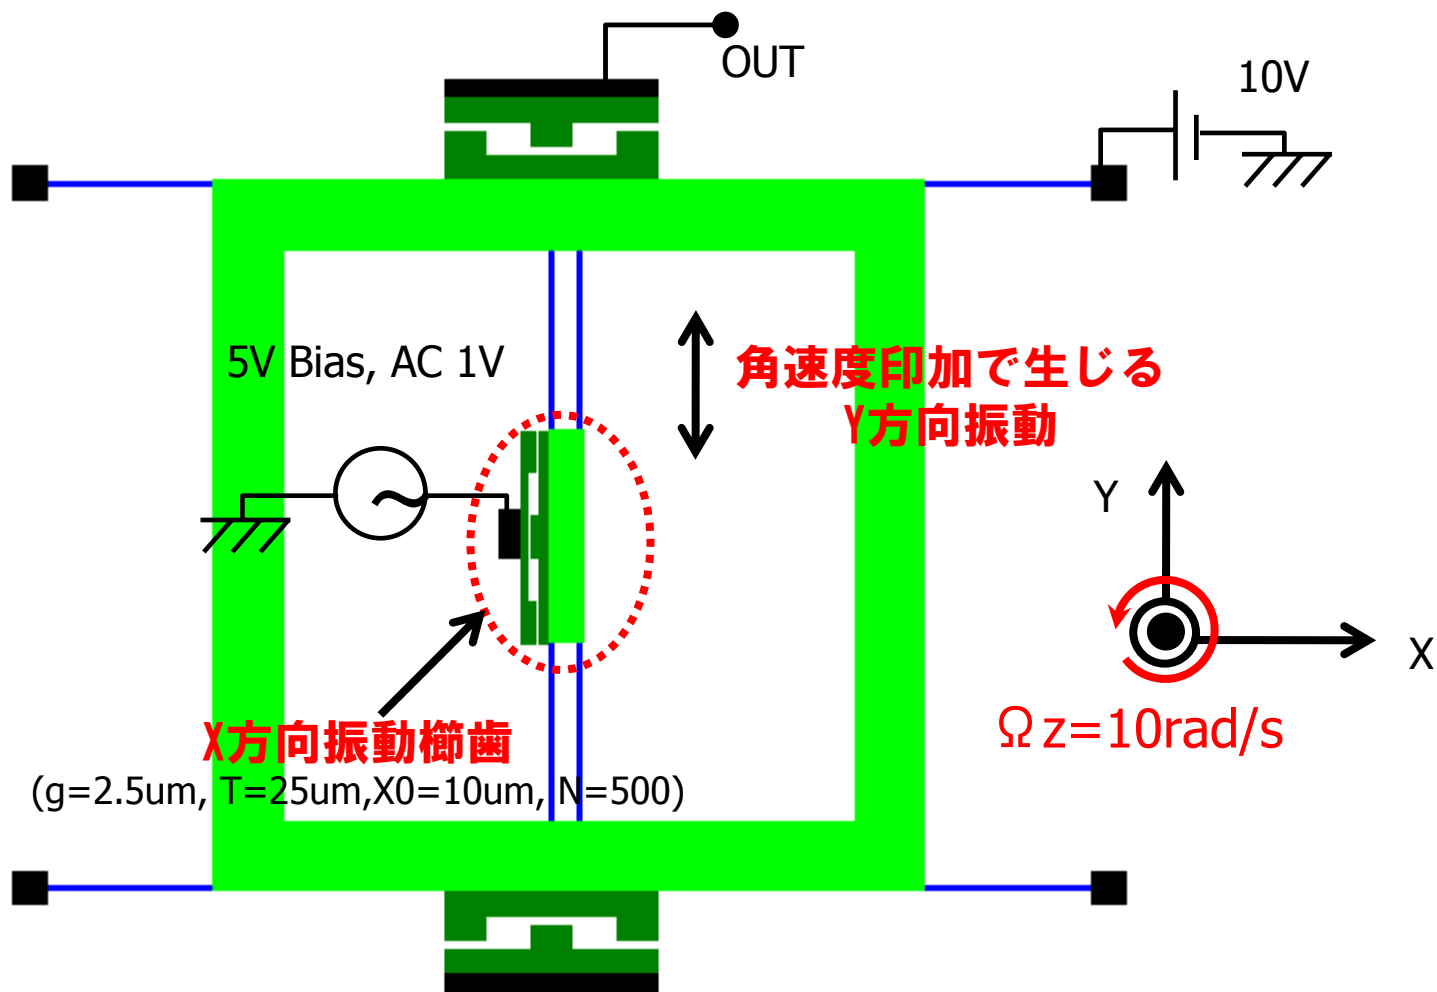 OUT
10V
5V Bias, AC 1V
角速度印加で生じる
Y方向振動
Y
X
Ωz=10rad/s
X方向振動櫛歯
(g=2.5um, T=25um,X0=10um, N=500)